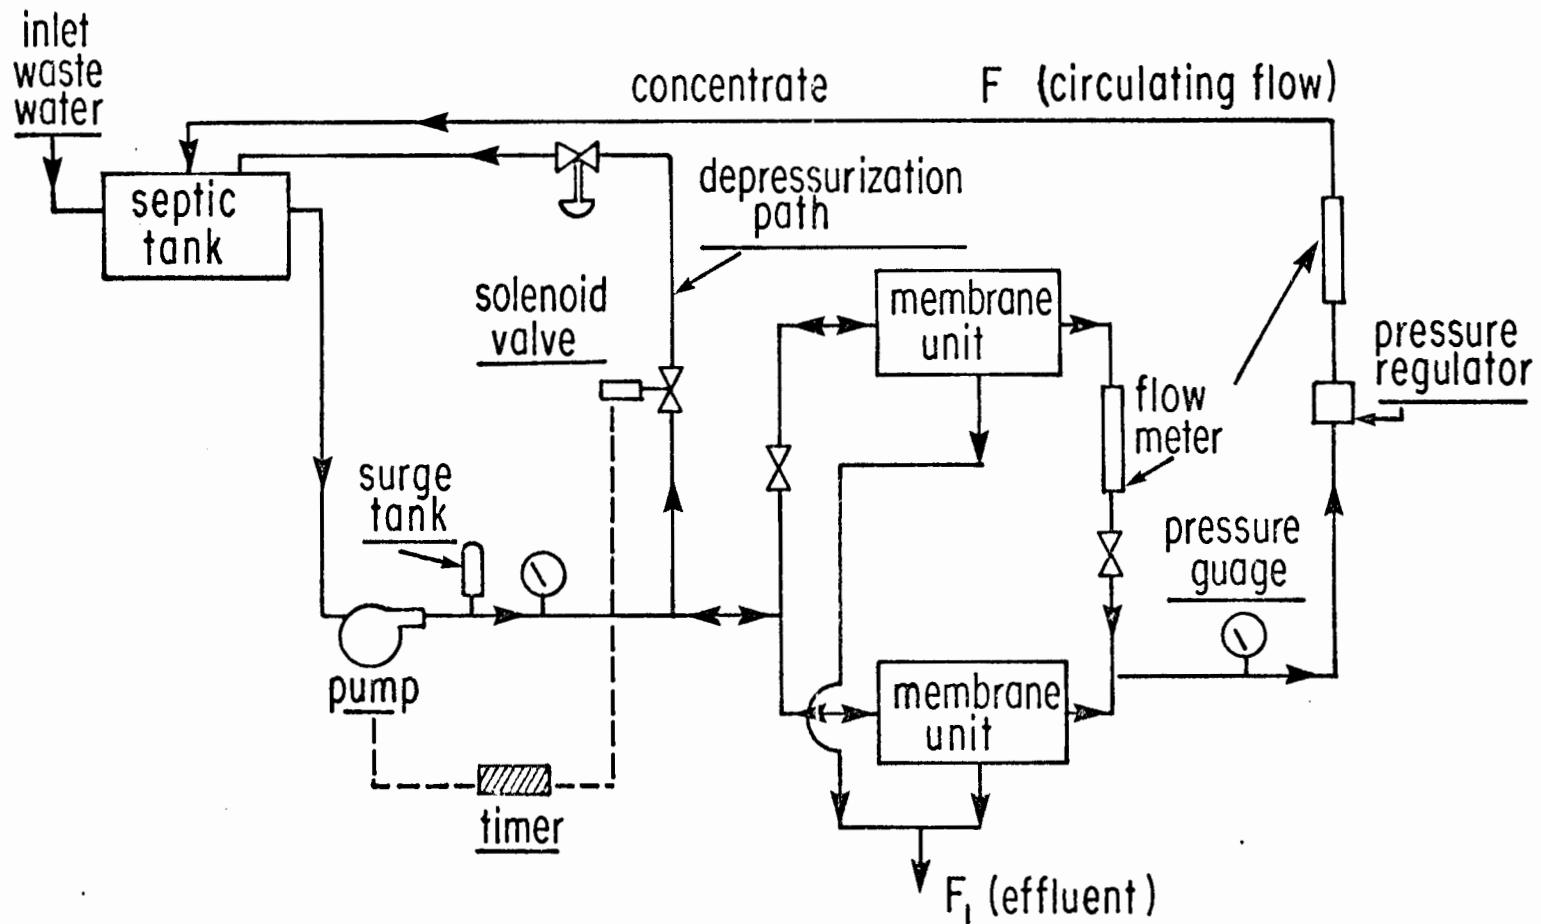 inlet
waste
water
concentrate F (circulating flow)
septic
tank
depressurization
path
solenoid
valve
membrane
unit
pressure
regulator
flow
meter
surge
tank
pressure
guage
pump
membrane
unit
timer
F₁ (effluent)